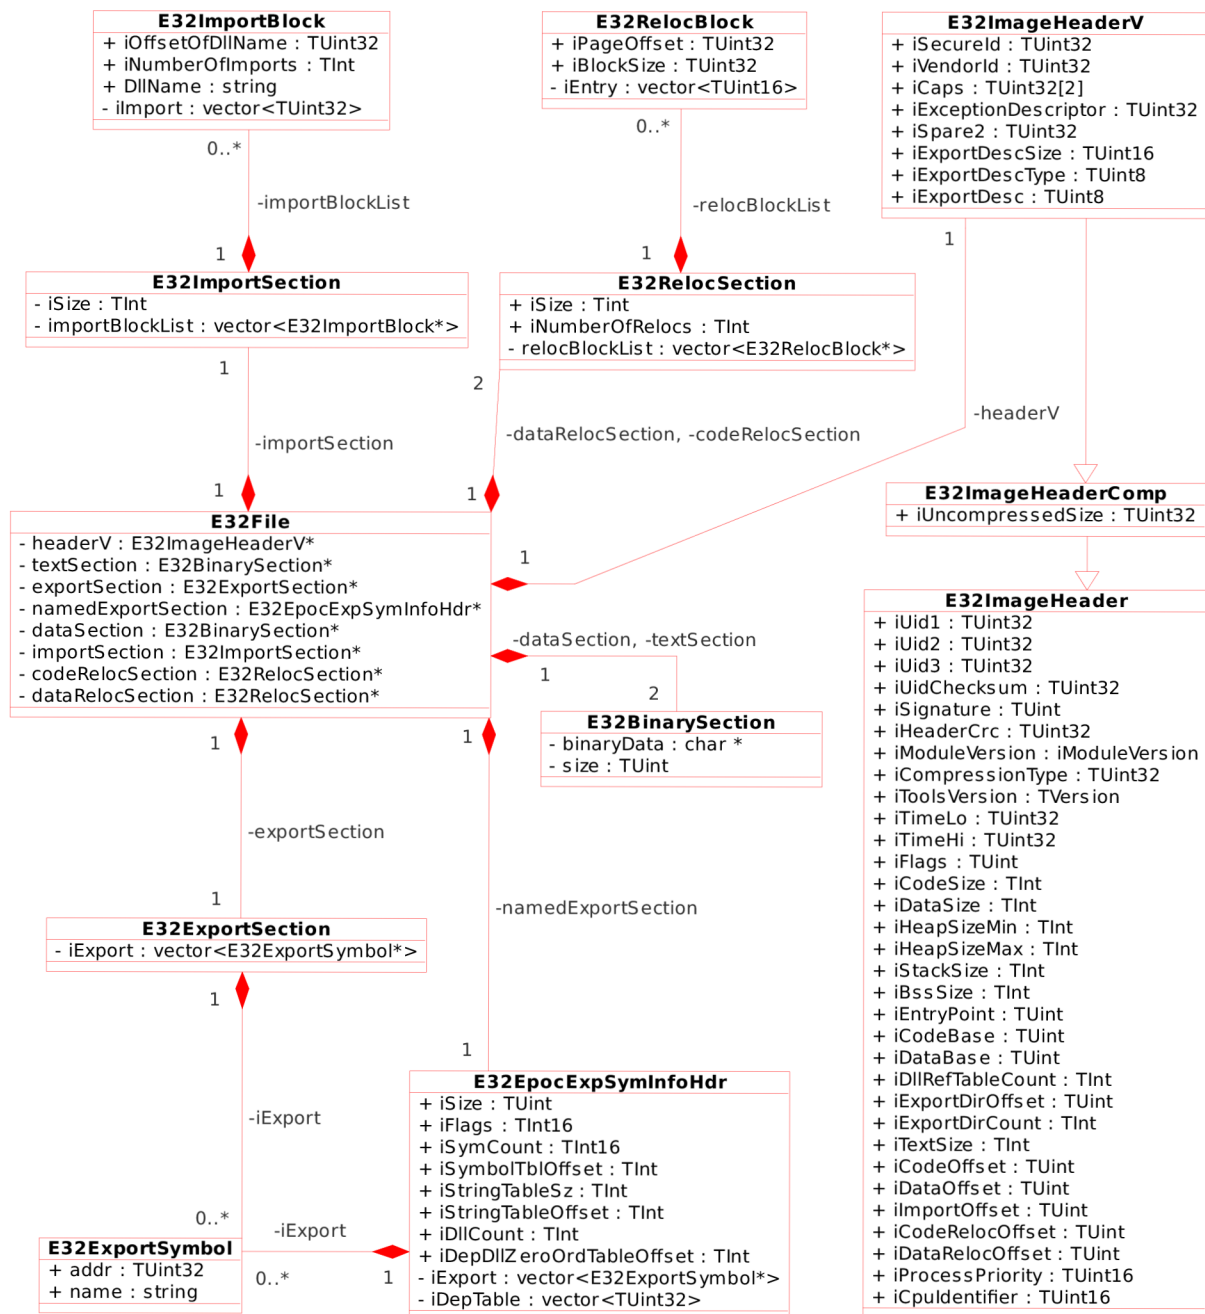 E32ImportBlock
+ iOffsetOfDllName : TUint32
+ iNumberOfImports : TInt
+ DllName : string
- iImport : vector<TUint32>
0..*
-importBlockList
1
E32RelocBlock
+ iPageOffset : TUint32
+ iBlockSize : TUint32
- iEntry : vector<TUint16>
0..*
-relocBlockList
1
E32ImageHeaderV
+ iSecureId : TUint32
+ iVendorId : TUint32
+ iCaps : TUint32[2]
+ iExceptionDescriptor : TUint32
+ iSpare2 : TUint32
+ iExportDescSize : TUint16
+ iExportDescType : TUint8
+ iExportDesc : TUint8
1
-headerV
1
E32ImportSection
- iSize : TInt
- importBlockList : vector<E32ImportBlock*>
1
-importSection
1
E32RelocSection
+ iSize : Tint
+ iNumberOfRelocs : TInt
- relocBlockList : vector<E32RelocBlock*>
2
-dataRelocSection, -codeRelocSection
1
E32ImageHeaderComp
+ iUncompressedSize : TUint32
E32File
- headerV : E32ImageHeaderV*
- textSection : E32BinarySection*
- exportSection : E32ExportSection*
- namedExportSection : E32EpocExpSymInfoHdr*
- dataSection : E32BinarySection*
- importSection : E32ImportSection*
- codeRelocSection : E32RelocSection*
- dataRelocSection : E32RelocSection*
-dataSection, -textSection
1
2
E32BinarySection
- binaryData : char *
- size : TUint
1
-exportSection
1
1
-namedExportSection
1
E32ExportSection
- iExport : vector<E32ExportSymbol*>
1
-iExport
0..*
E32ExportSymbol
+ addr : TUint32
+ name : string
-iExport
0..*
1
E32EpocExpSymInfoHdr
+ iSize : TUint
+ iFlags : TInt16
+ iSymCount : TInt16
+ iSymbolTblOffset : TInt
+ iStringTableSz : TInt
+ iStringTableOffset : TInt
+ iDllCount : TInt
+ iDepDllZeroOrdTableOffset : TInt
- iExport : vector<E32ExportSymbol*>
- iDepTable : vector<TUint32>
E32ImageHeader
+ iUid1 : TUint32
+ iUid2 : TUint32
+ iUid3 : TUint32
+ iUidChecksum : TUint32
+ iSignature : TUint
+ iHeaderCrc : TUint32
+ iModuleVersion : iModuleVersion
+ iCompressionType : TUint32
+ iToolsVersion : TVersion
+ iTimeLo : TUint32
+ iTimeHi : TUint32
+ iFlags : TUint
+ iCodeSize : TInt
+ iDataSize : TInt
+ iHeapSizeMin : TInt
+ iHeapSizeMax : TInt
+ iStackSize : TInt
+ iBssSize : TInt
+ iEntryPoint : TUint
+ iCodeBase : TUint
+ iDataBase : TUint
+ iDllRefTableCount : TInt
+ iExportDirOffset : TUint
+ iExportDirCount : TInt
+ iTextSize : TInt
+ iCodeOffset : TUint
+ iDataOffset : TUint
+ iImportOffset : TUint
+ iCodeRelocOffset : TUint
+ iDataRelocOffset : TUint
+ iProcessPriority : TUint16
+ iCpuIdentifier : TUint16